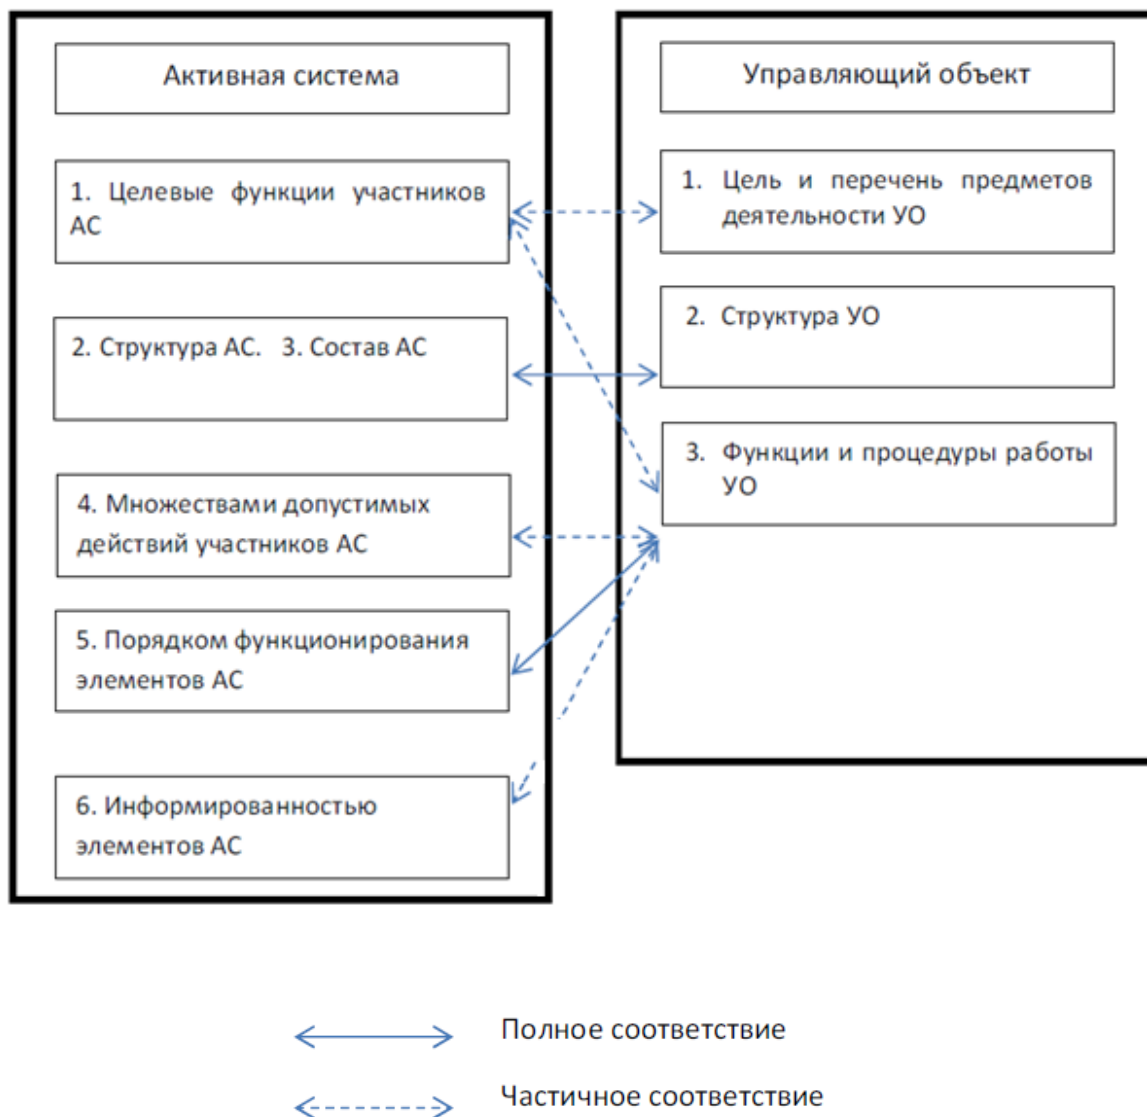 Активная система
1. Целевые функции участников
АС
2. Структура АС. 3. Состав АС
4. Множествами допустимых
действий участников АС
5. Порядком функционирования
элементов АС
6. Информированностью
элементов АС
Управляющий объект
1. Цель и перечень предметов
деятельности УО
2. Структура УО
3. Функции и процедуры работы
УО
Полное соответствие
Частичное соответствие